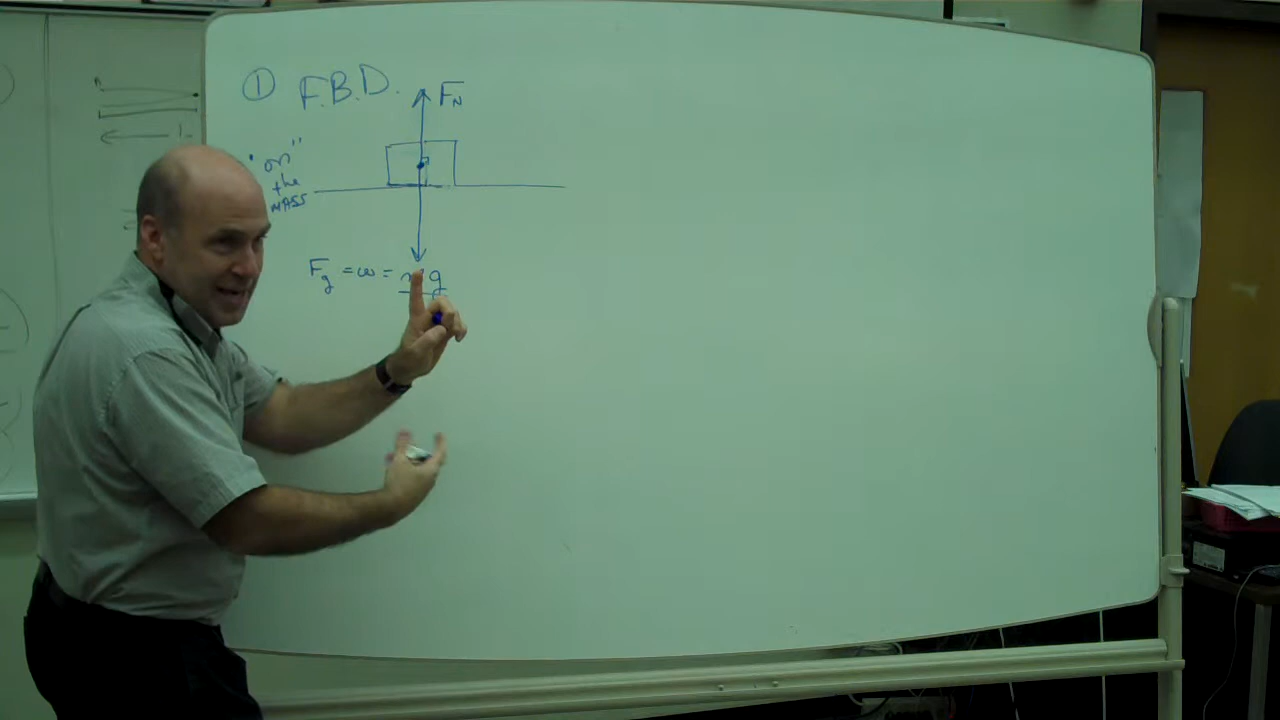 ① F.B.D.
F_N
"on"
the
MASS
F_g = w = mg